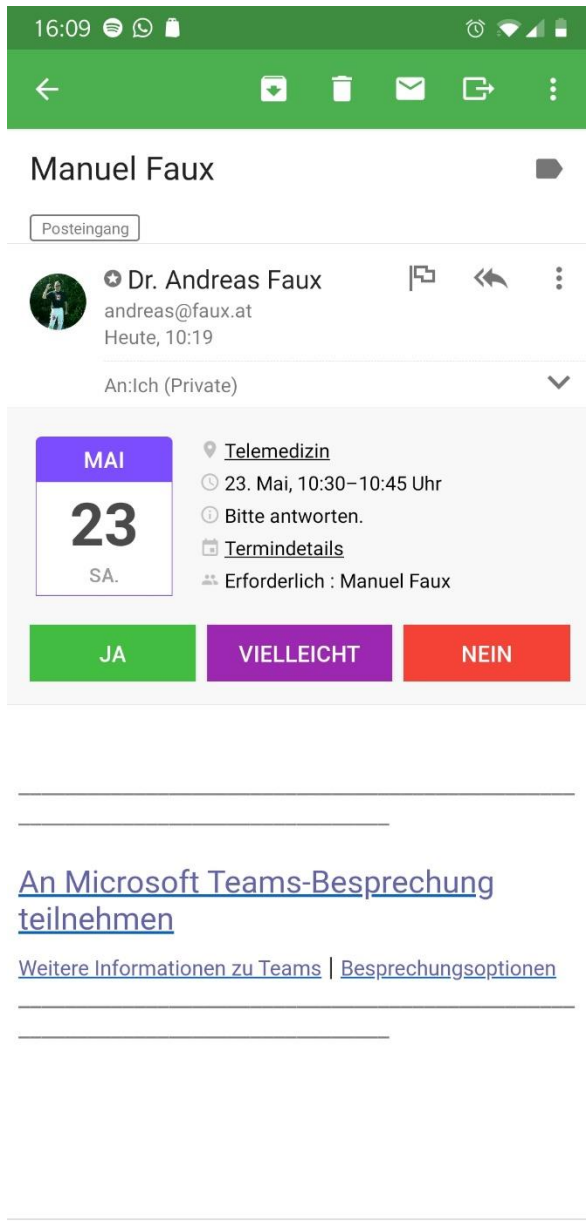 16:09
Manuel Faux
Posteingang
Dr. Andreas Faux
andreas@faux.at
Heute, 10:19
An:Ich (Private)
MAI
23
SA.
Telemedizin
23. Mai, 10:30–10:45 Uhr
Bitte antworten.
Termindetails
Erforderlich : Manuel Faux
JA
VIELLEICHT
NEIN
An Microsoft Teams-Besprechung
teilnehmen
Weitere Informationen zu Teams | Besprechungsoptionen